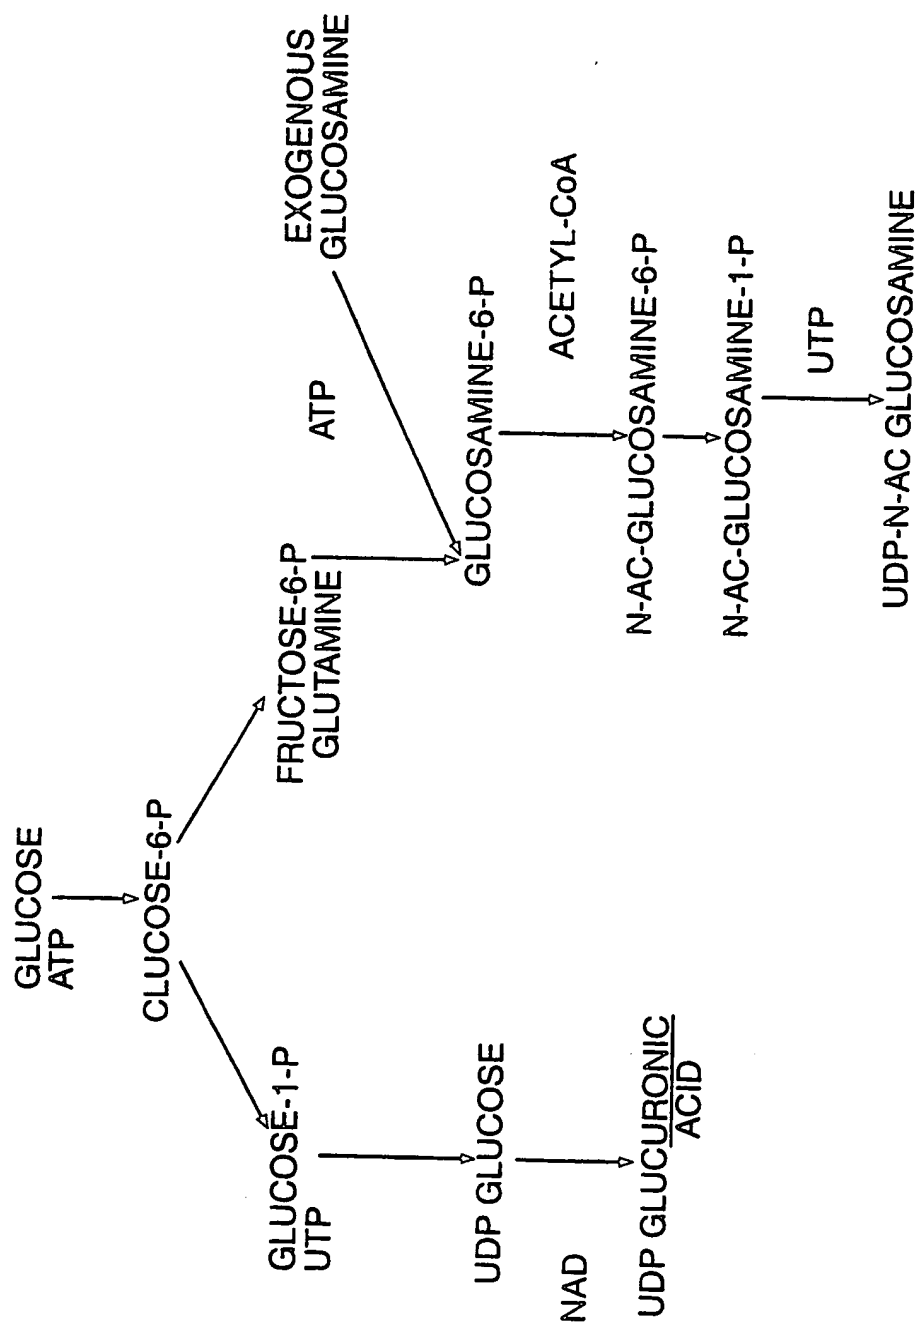 GLUCOSE
ATP
CLUCOSE-6-P
GLUCOSE-1-P
UTP
FRUCTOSE-6-P
GLUTAMINE
EXOGENOUS
GLUCOSAMINE
ATP
UDP GLUCOSE
GLUCOSAMINE-6-P
NAD
ACETYL-CoA
UDP GLUCURONIC
ACID
N-AC-GLUCOSAMINE-6-P
N-AC-GLUCOSAMINE-1-P
UTP
UDP-N-AC GLUCOSAMINE